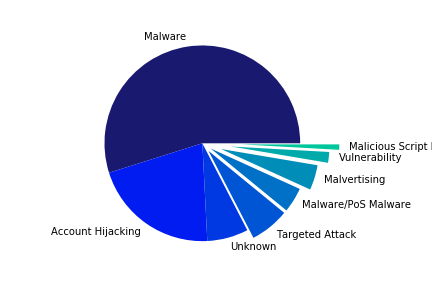 Malware
Malicious Script
Vulnerability
Malvertising
Malware/PoS Malware
Targeted Attack
Unknown
Account Hijacking